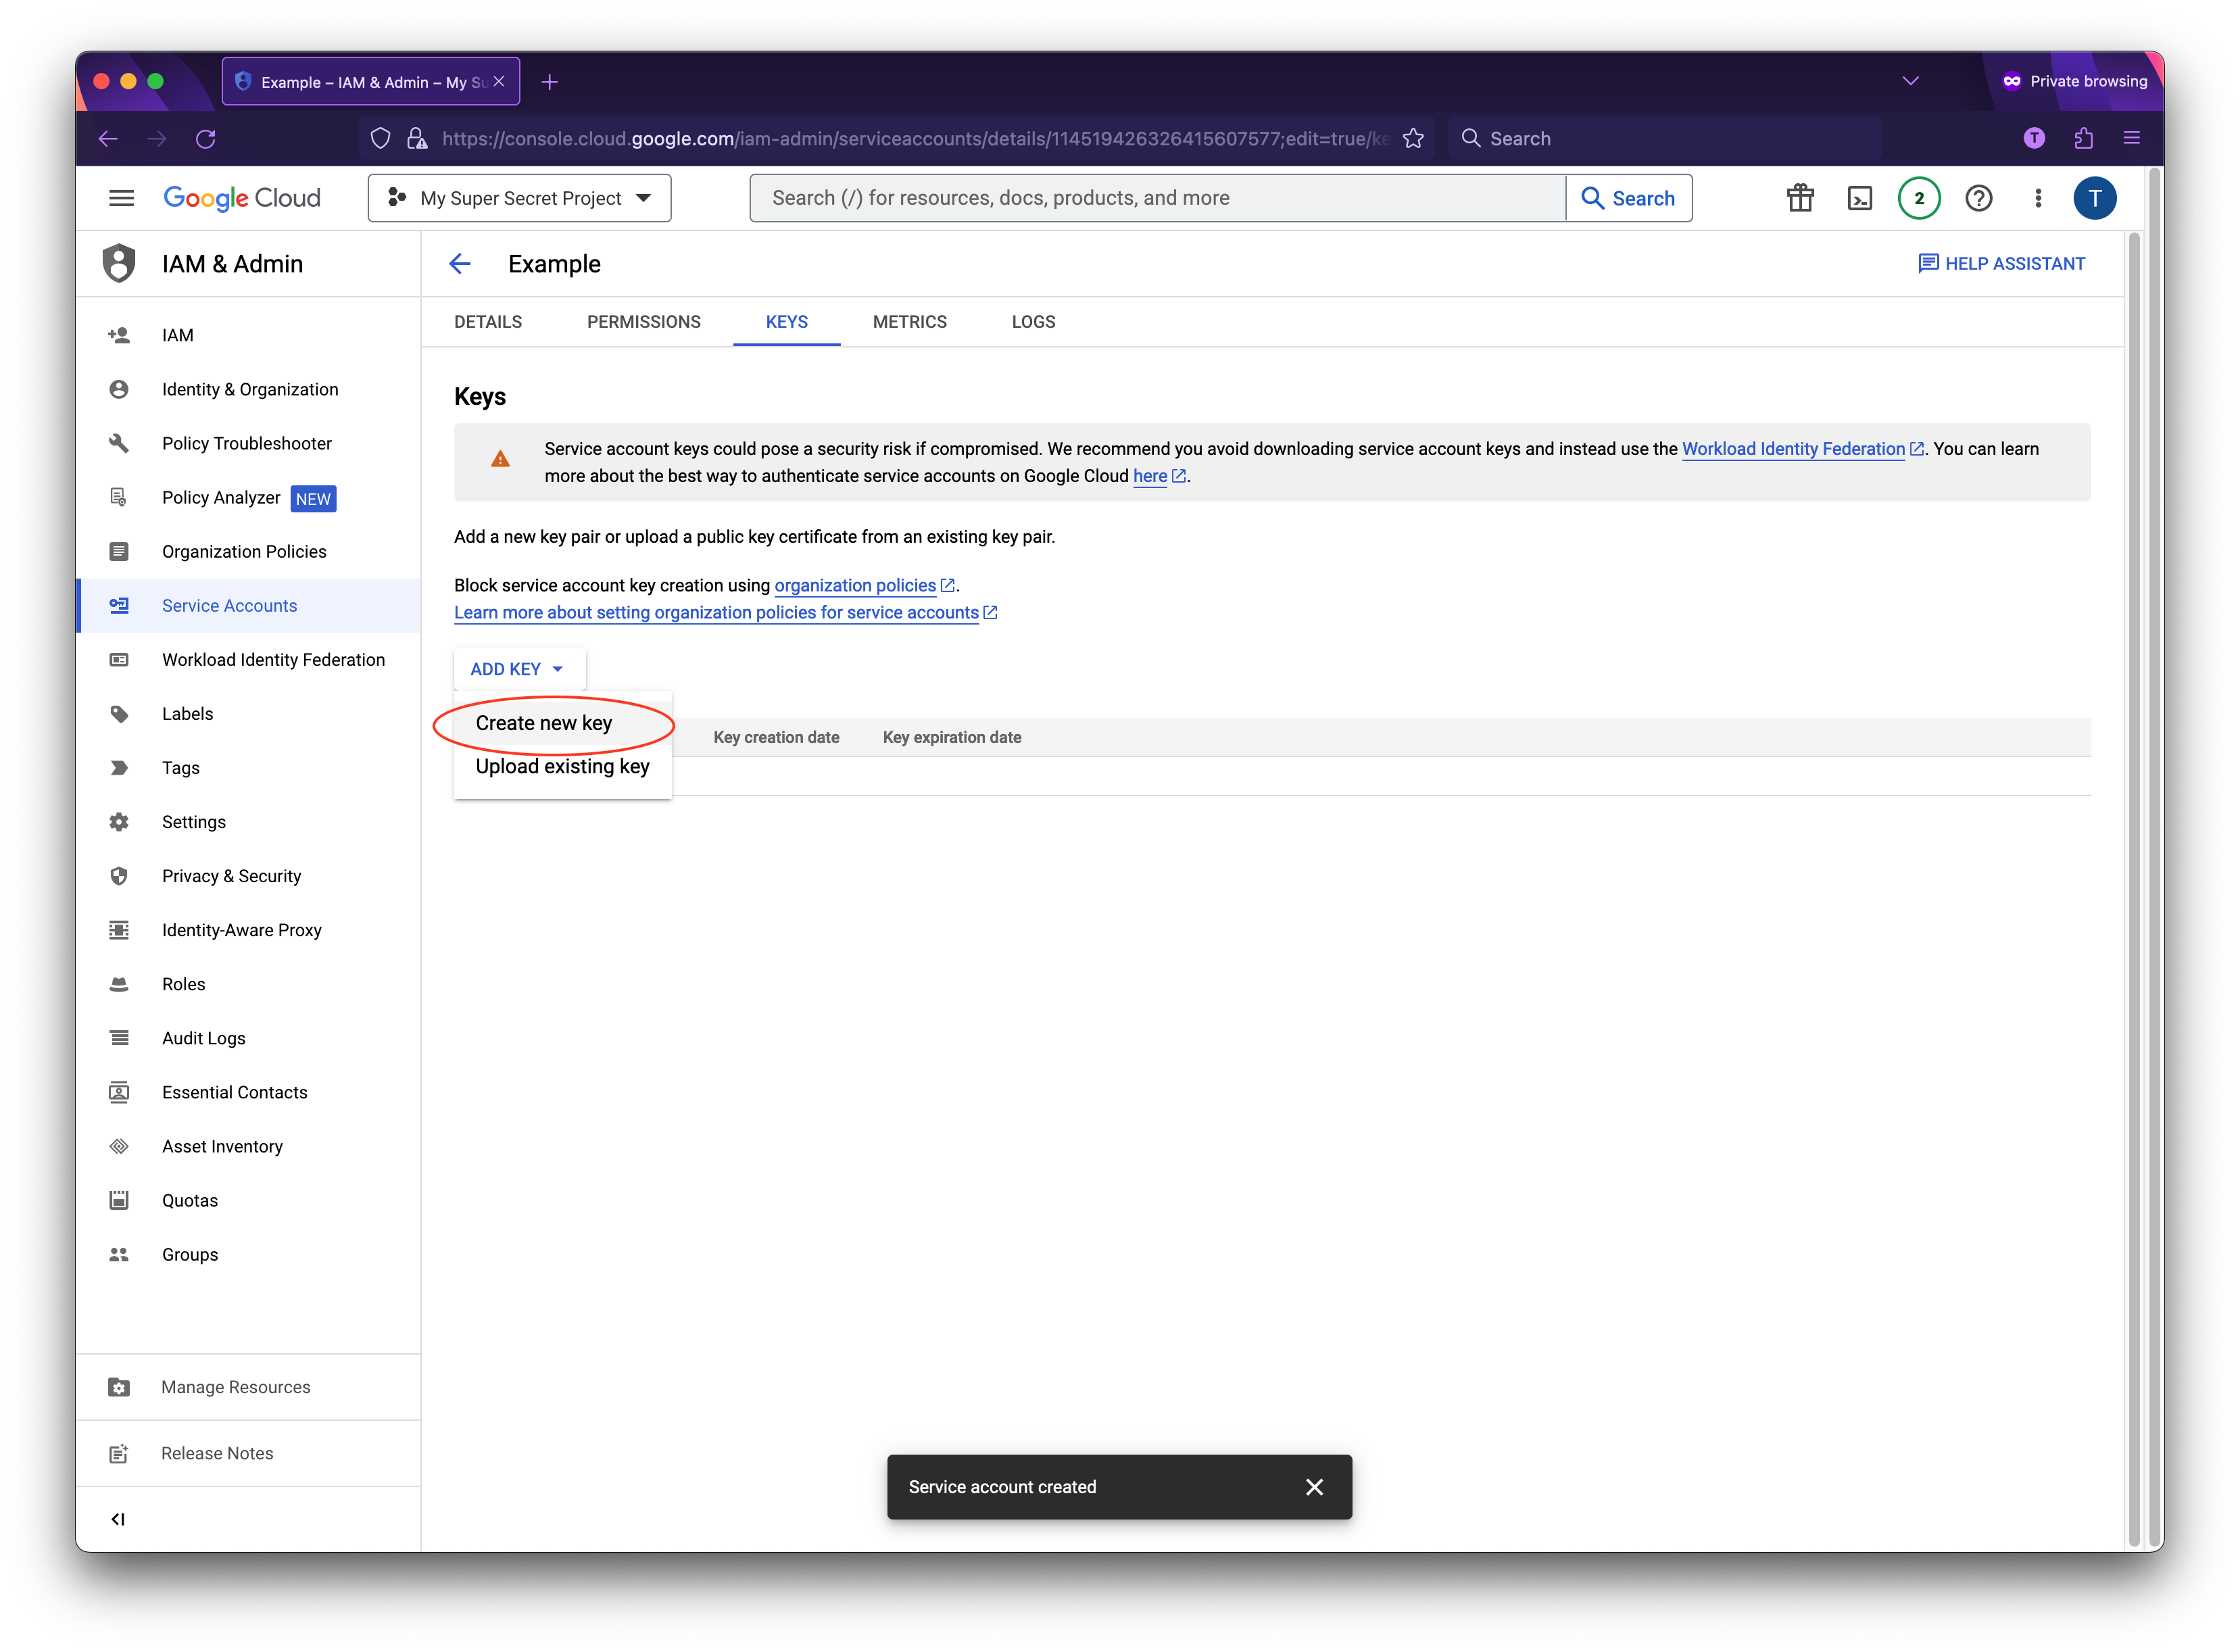 Example – IAM & Admin – My Su
Private browsing
https://console.cloud.google.com/iam-admin/serviceaccounts/details/114519426326415607577;edit=true/ke
Search
T
Google Cloud
My Super Secret Project
Search (/) for resources, docs, products, and more
Search
2
T
IAM & Admin
Example
HELP ASSISTANT
IAM
Identity & Organization
Policy Troubleshooter
Policy Analyzer NEW
Organization Policies
Service Accounts
Workload Identity Federation
Labels
Tags
Settings
Privacy & Security
Identity-Aware Proxy
Roles
Audit Logs
Essential Contacts
Asset Inventory
Quotas
Groups
Manage Resources
Release Notes
DETAILS
PERMISSIONS
KEYS
METRICS
LOGS
Keys
Service account keys could pose a security risk if compromised. We recommend you avoid downloading service account keys and instead use the Workload Identity Federation. You can learn
more about the best way to authenticate service accounts on Google Cloud here.
Add a new key pair or upload a public key certificate from an existing key pair.
Block service account key creation using organization policies.
Learn more about setting organization policies for service accounts
ADD KEY
Create new key
Upload existing key
Key creation date
Key expiration date
Service account created